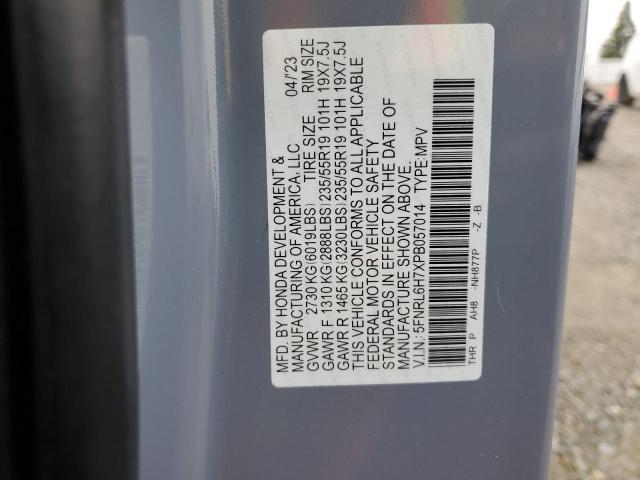 MFD. BY HONDA DEVELOPMENT &
MANUFACTURING OF AMERICA, LLC 04/'23
GVWR 2730 KG(6019LBS) TIRE SIZE RIM SIZE
GAWR F 1310 KG(2888LBS)235/55R19 101H 19X7.5J
GAWR R 1465 KG(3230LBS)235/55R19 101H 19X7.5J
THIS VEHICLE CONFORMS TO ALL APPLICABLE
FEDERAL MOTOR VEHICLE SAFETY
STANDARDS IN EFFECT ON THE DATE OF
MANUFACTURE SHOWN ABOVE.
V.I.N.: 5FNRL6H7XPB057014 TYPE:MPV
THR P AH8 -NH877P -Z -B